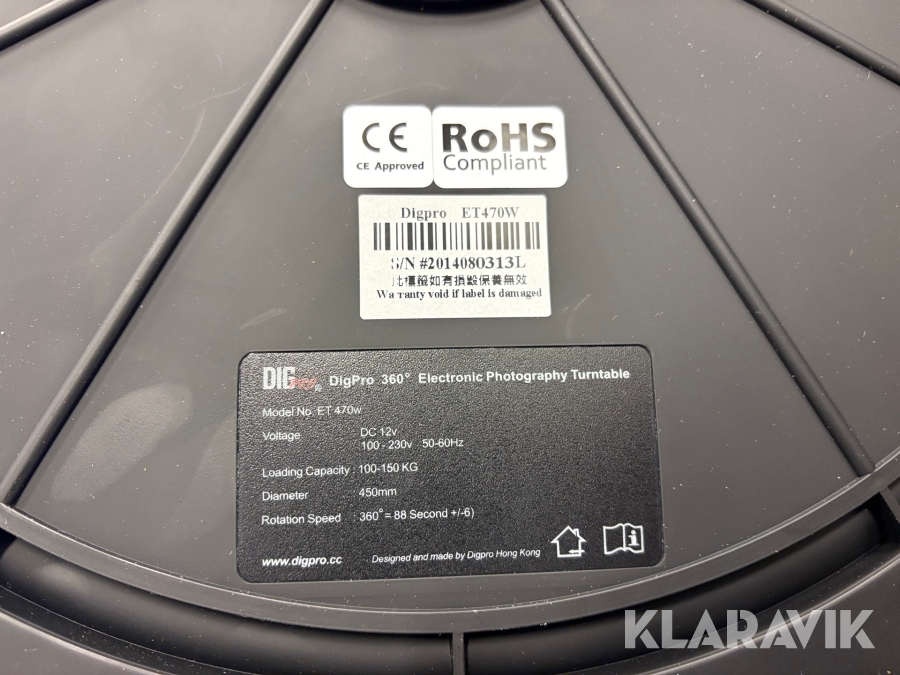 CE
CE Approved
RoHS
Compliant
Digpro ET470W
S/N #2014080313L
此標籤如有損毀保養無效
Wa ranty void if label is damaged
DIGPRO® DigPro 360° Electronic Photography Turntable
Model No. ET 470w
Voltage DC 12v
100 - 230v 50-60Hz
Loading Capacity : 100-150 KG
Diameter 450mm
Rotation Speed 360°= 88 Second +/-6)
www.digpro.cc Designed and made by Digpro Hong Kong
KLARAVIK